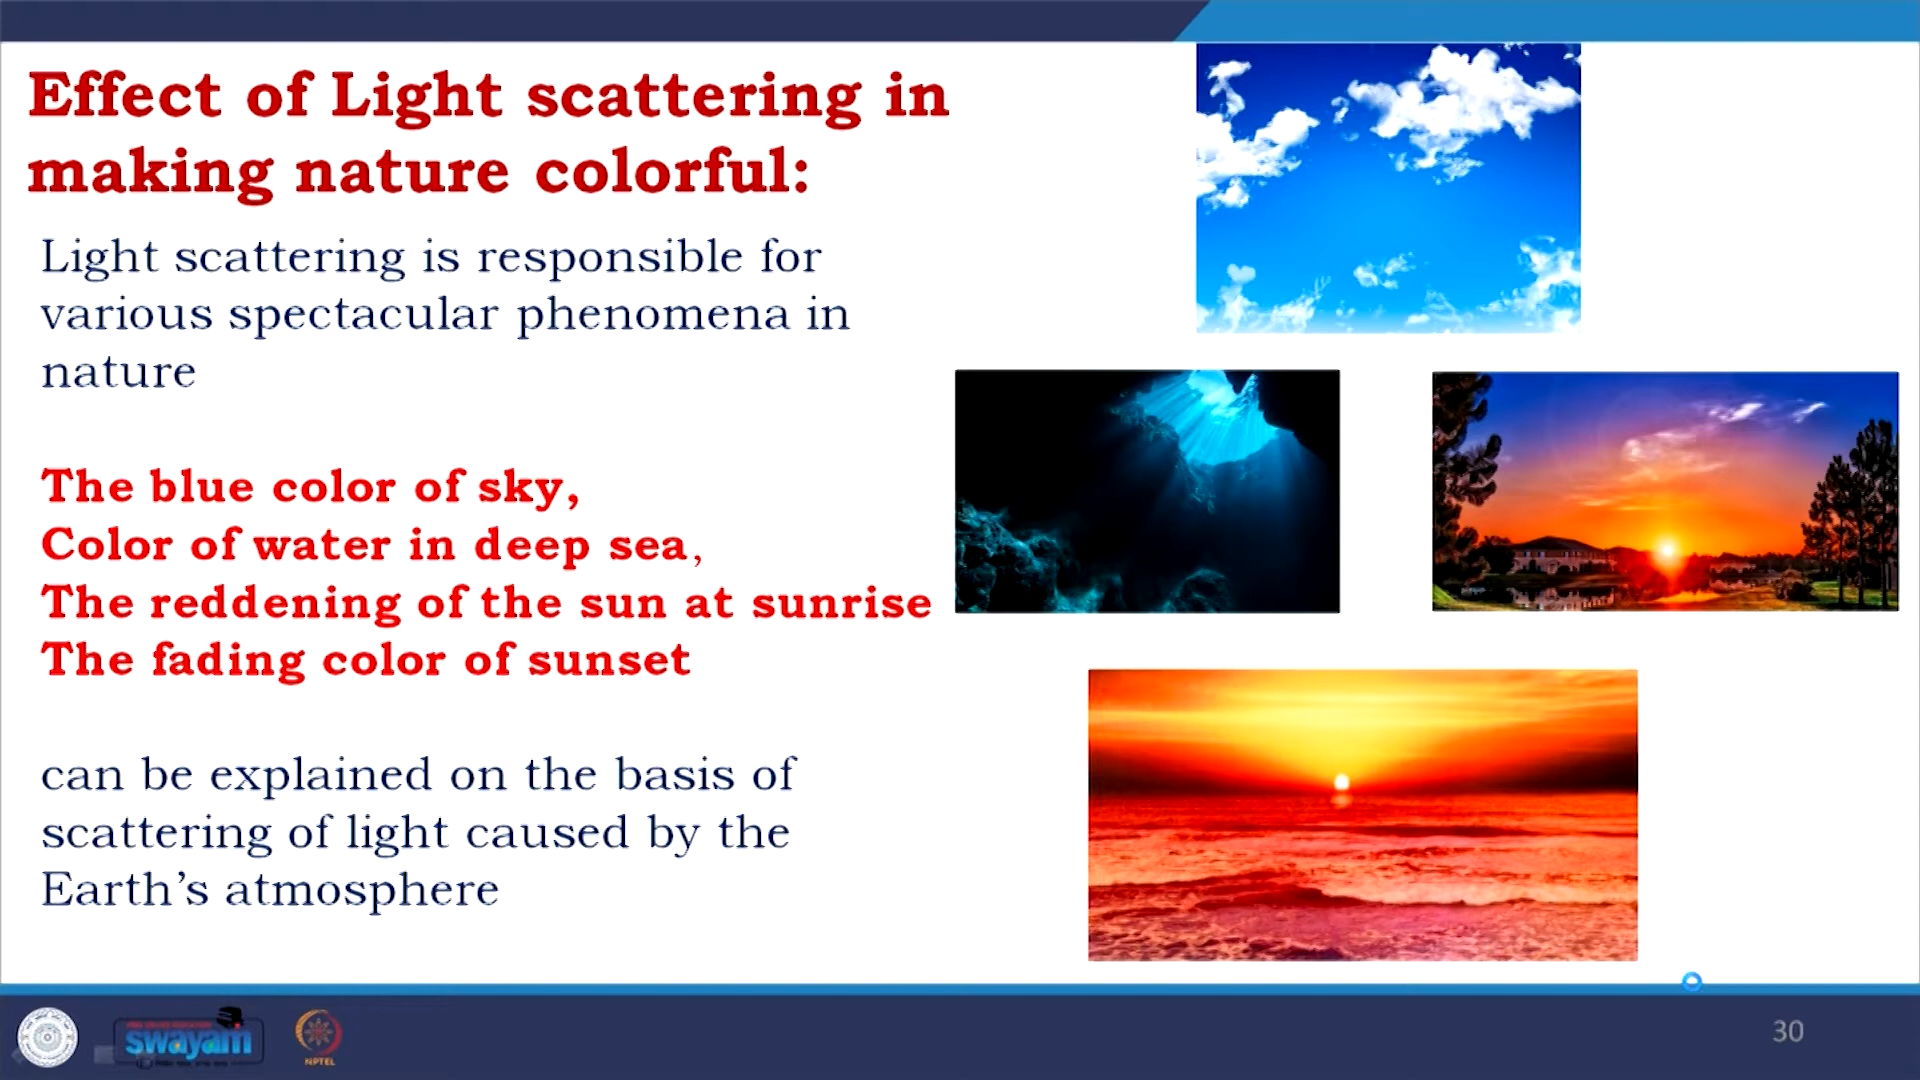 Effect of Light scattering in
making nature colorful:
Light scattering is responsible for
various spectacular phenomena in
nature
The blue color of sky,
Color of water in deep sea,
The reddening of the sun at sunrise
The fading color of sunset
can be explained on the basis of
scattering of light caused by the
Earth’s atmosphere
swayam
NPTEL
30